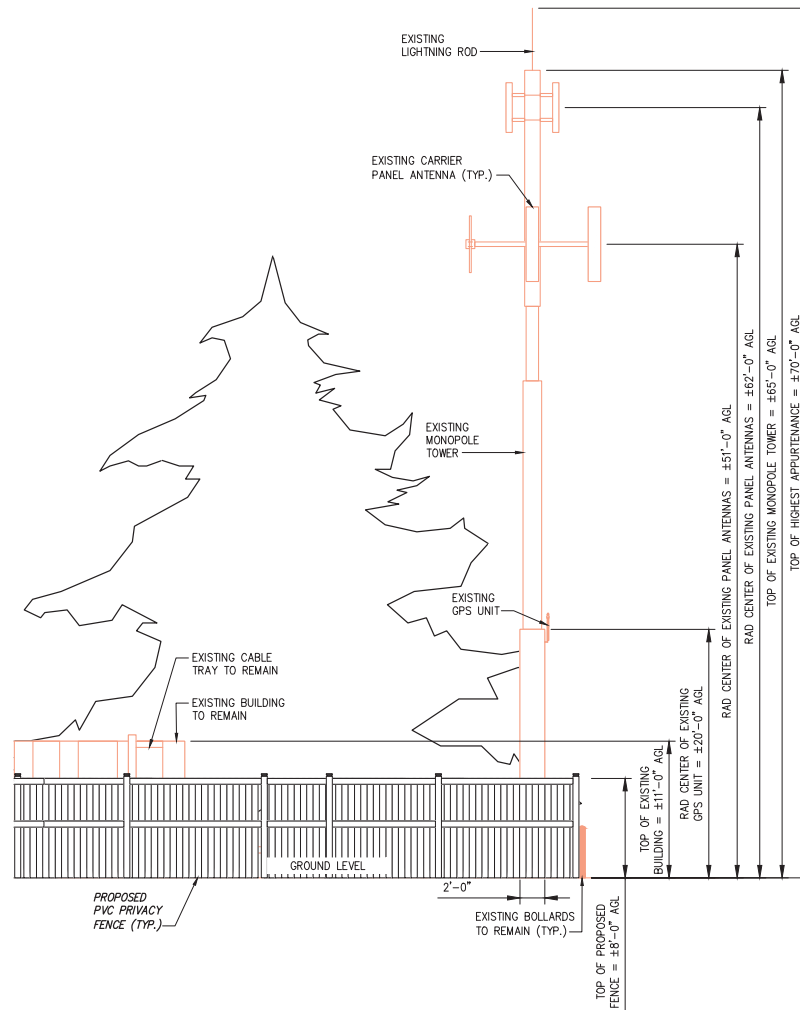 EXISTING
LIGHTNING ROD
EXISTING CARRIER
PANEL ANTENNA (TYP.)
EXISTING
MONOPOLE
TOWER
EXISTING
GPS UNIT
EXISTING CABLE
TRAY TO REMAIN
EXISTING BUILDING
TO REMAIN
GROUND LEVEL
2'-0"
PROPOSED
PVC PRIVACY
FENCE (TYP.)
EXISTING BOLLARDS
TO REMAIN (TYP.)
TOP OF PROPOSED
FENCE = ±8'-0" AGL
TOP OF EXISTING
BUILDING = ±11'-0" AGL
RAD CENTER OF EXISTING
GPS UNIT = ±20'-0" AGL
RAD CENTER OF EXISTING PANEL ANTENNAS = ±51'-0" AGL
RAD CENTER OF EXISTING PANEL ANTENNAS = ±62'-0" AGL
TOP OF EXISTING MONOPOLE TOWER = ±65'-0" AGL
TOP OF HIGHEST APPURTENANCE = ±70'-0" AGL